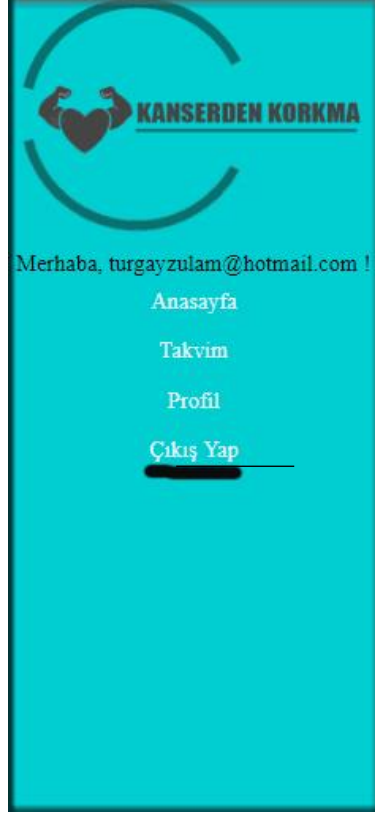 KANSERDEN KORKMA
Merhaba, turgayzulam@hotmail.com !
Anasayfa
Takvim
Profil
Çıkış Yap